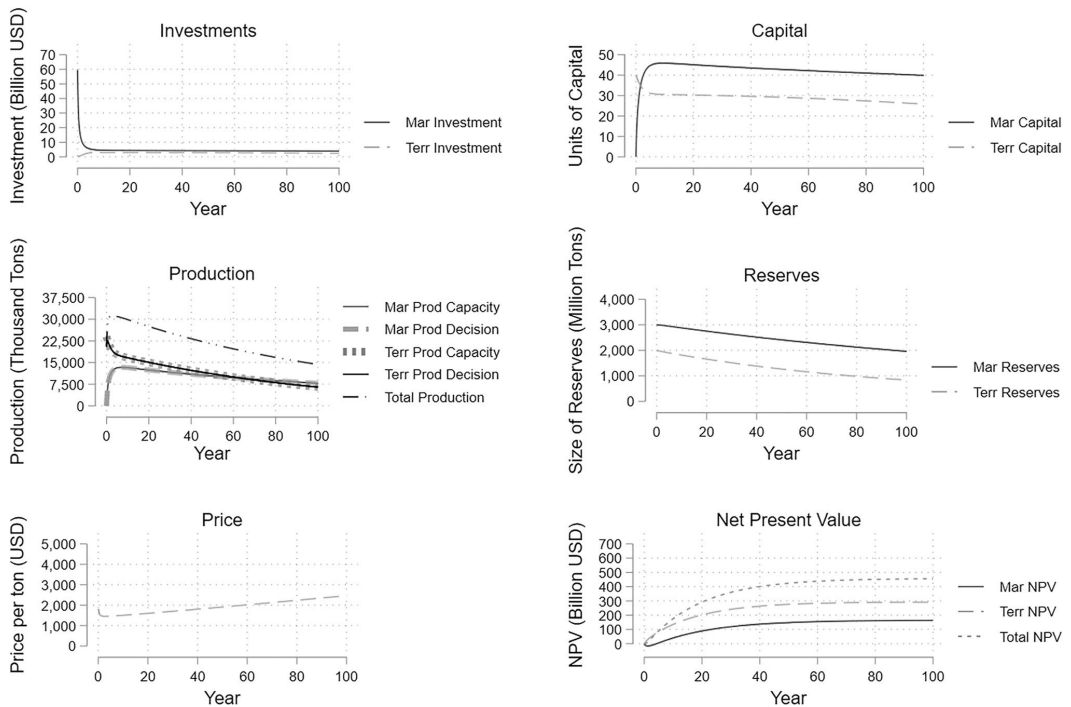 Investments
Investment (Billion USD)
70
60
50
40
30
20
10
0
0 20 40 60 80 100
Year
Mar Investment
Terr Investment
Capital
Units of Capital
50
40
30
20
10
0
0 20 40 60 80 100
Year
Mar Capital
Terr Capital
Production
Production (Thousand Tons)
37,500
30,000
22,500
15,000
7,500
0
0 20 40 60 80 100
Year
Mar Prod Capacity
Mar Prod Decision
Terr Prod Capacity
Terr Prod Decision
Total Production
Reserves
Size of Reserves (Million Tons)
4,000
3,000
2,000
1,000
0
0 20 40 60 80 100
Year
Mar Reserves
Terr Reserves
Price
Price per ton (USD)
5,000
4,000
3,000
2,000
1,000
0
0 20 40 60 80 100
Year
Net Present Value
NPV (Billion USD)
700
600
500
400
300
200
100
0
0 20 40 60 80 100
Year
Mar NPV
Terr NPV
Total NPV